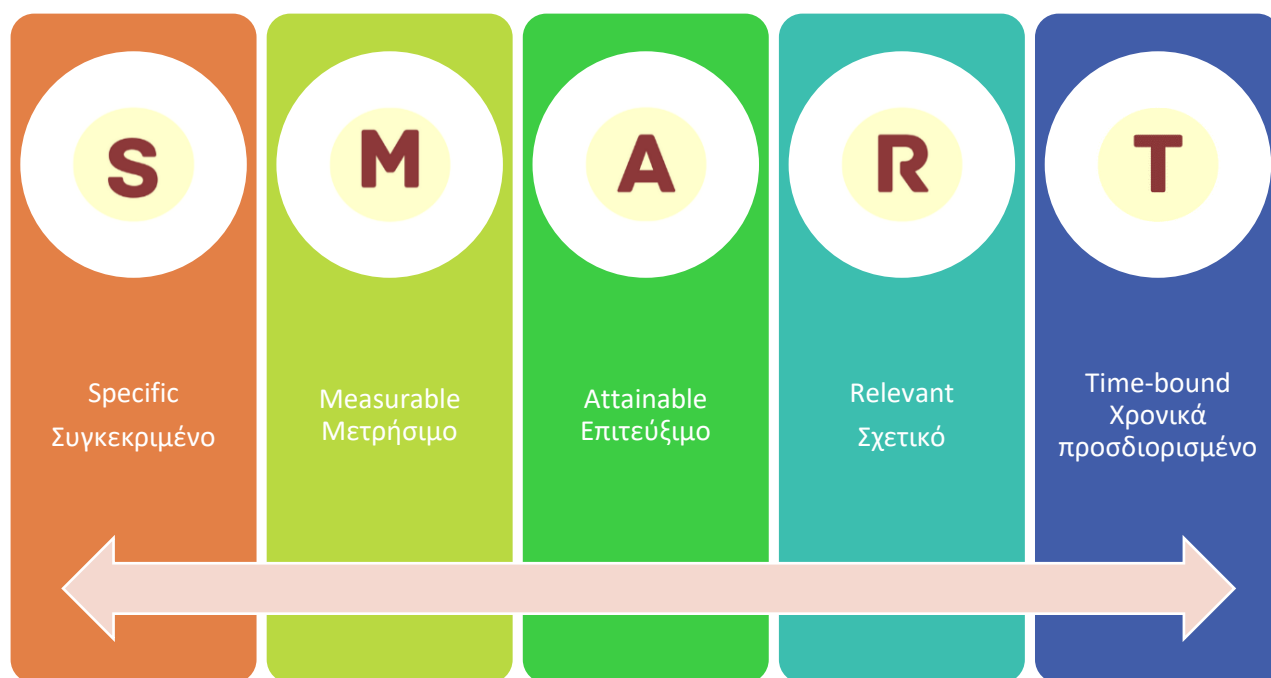 S
M
A
R
T
Specific
Συγκεκριμένο
Measurable
Μετρήσιμο
Attainable
Επιτεύξιμο
Relevant
Σχετικό
Time-bound
Χρονικά
προσδιορισμένο